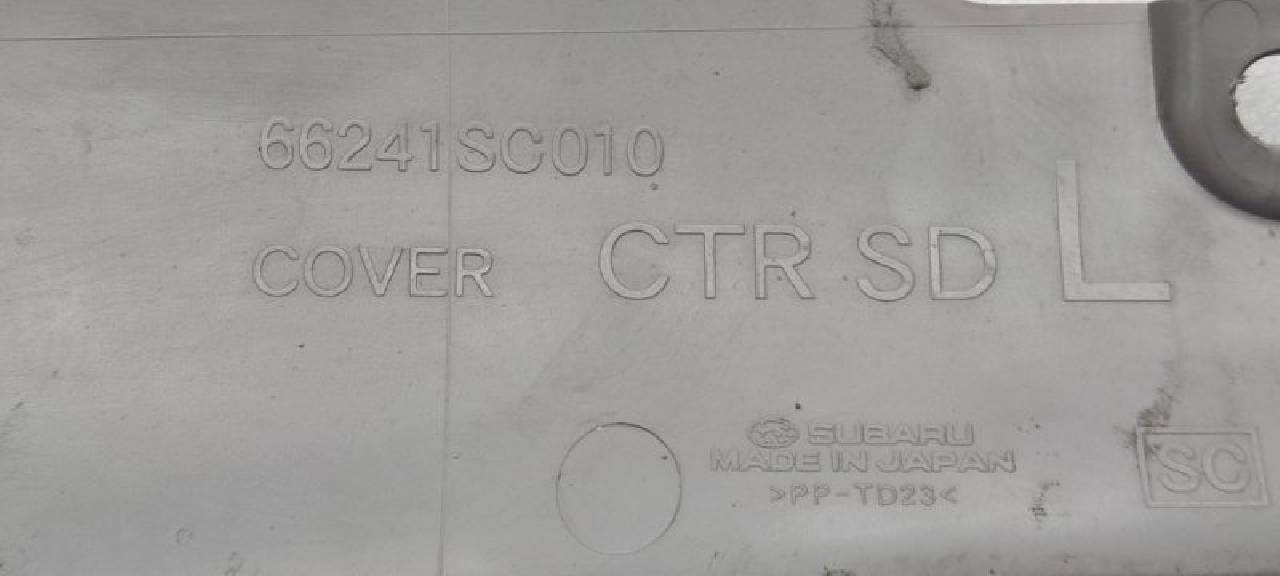 66241SC010
COVER CTR SD L
SUBARU
MADE IN JAPAN
>PP-TD23<
SC